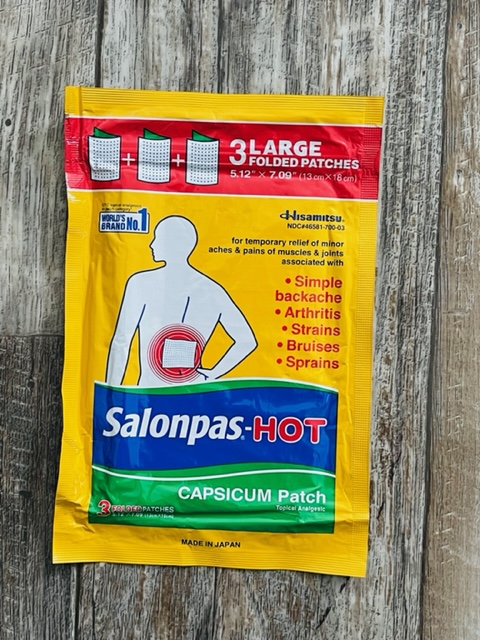 3 LARGE
FOLDED PATCHES
5.12" × 7.09" (13 cm × 18 cm)
WORLD'S
BRAND No.1
Hisamitsu®
NDC#46581-700-03
for temporary relief of minor
aches & pains of muscles & joints
associated with
• Simple
backache
• Arthritis
• Strains
• Bruises
• Sprains
Salonpas®-HOT
CAPSICUM Patch
Topical Analgesic
3 FOLDED PATCHES
MADE IN JAPAN